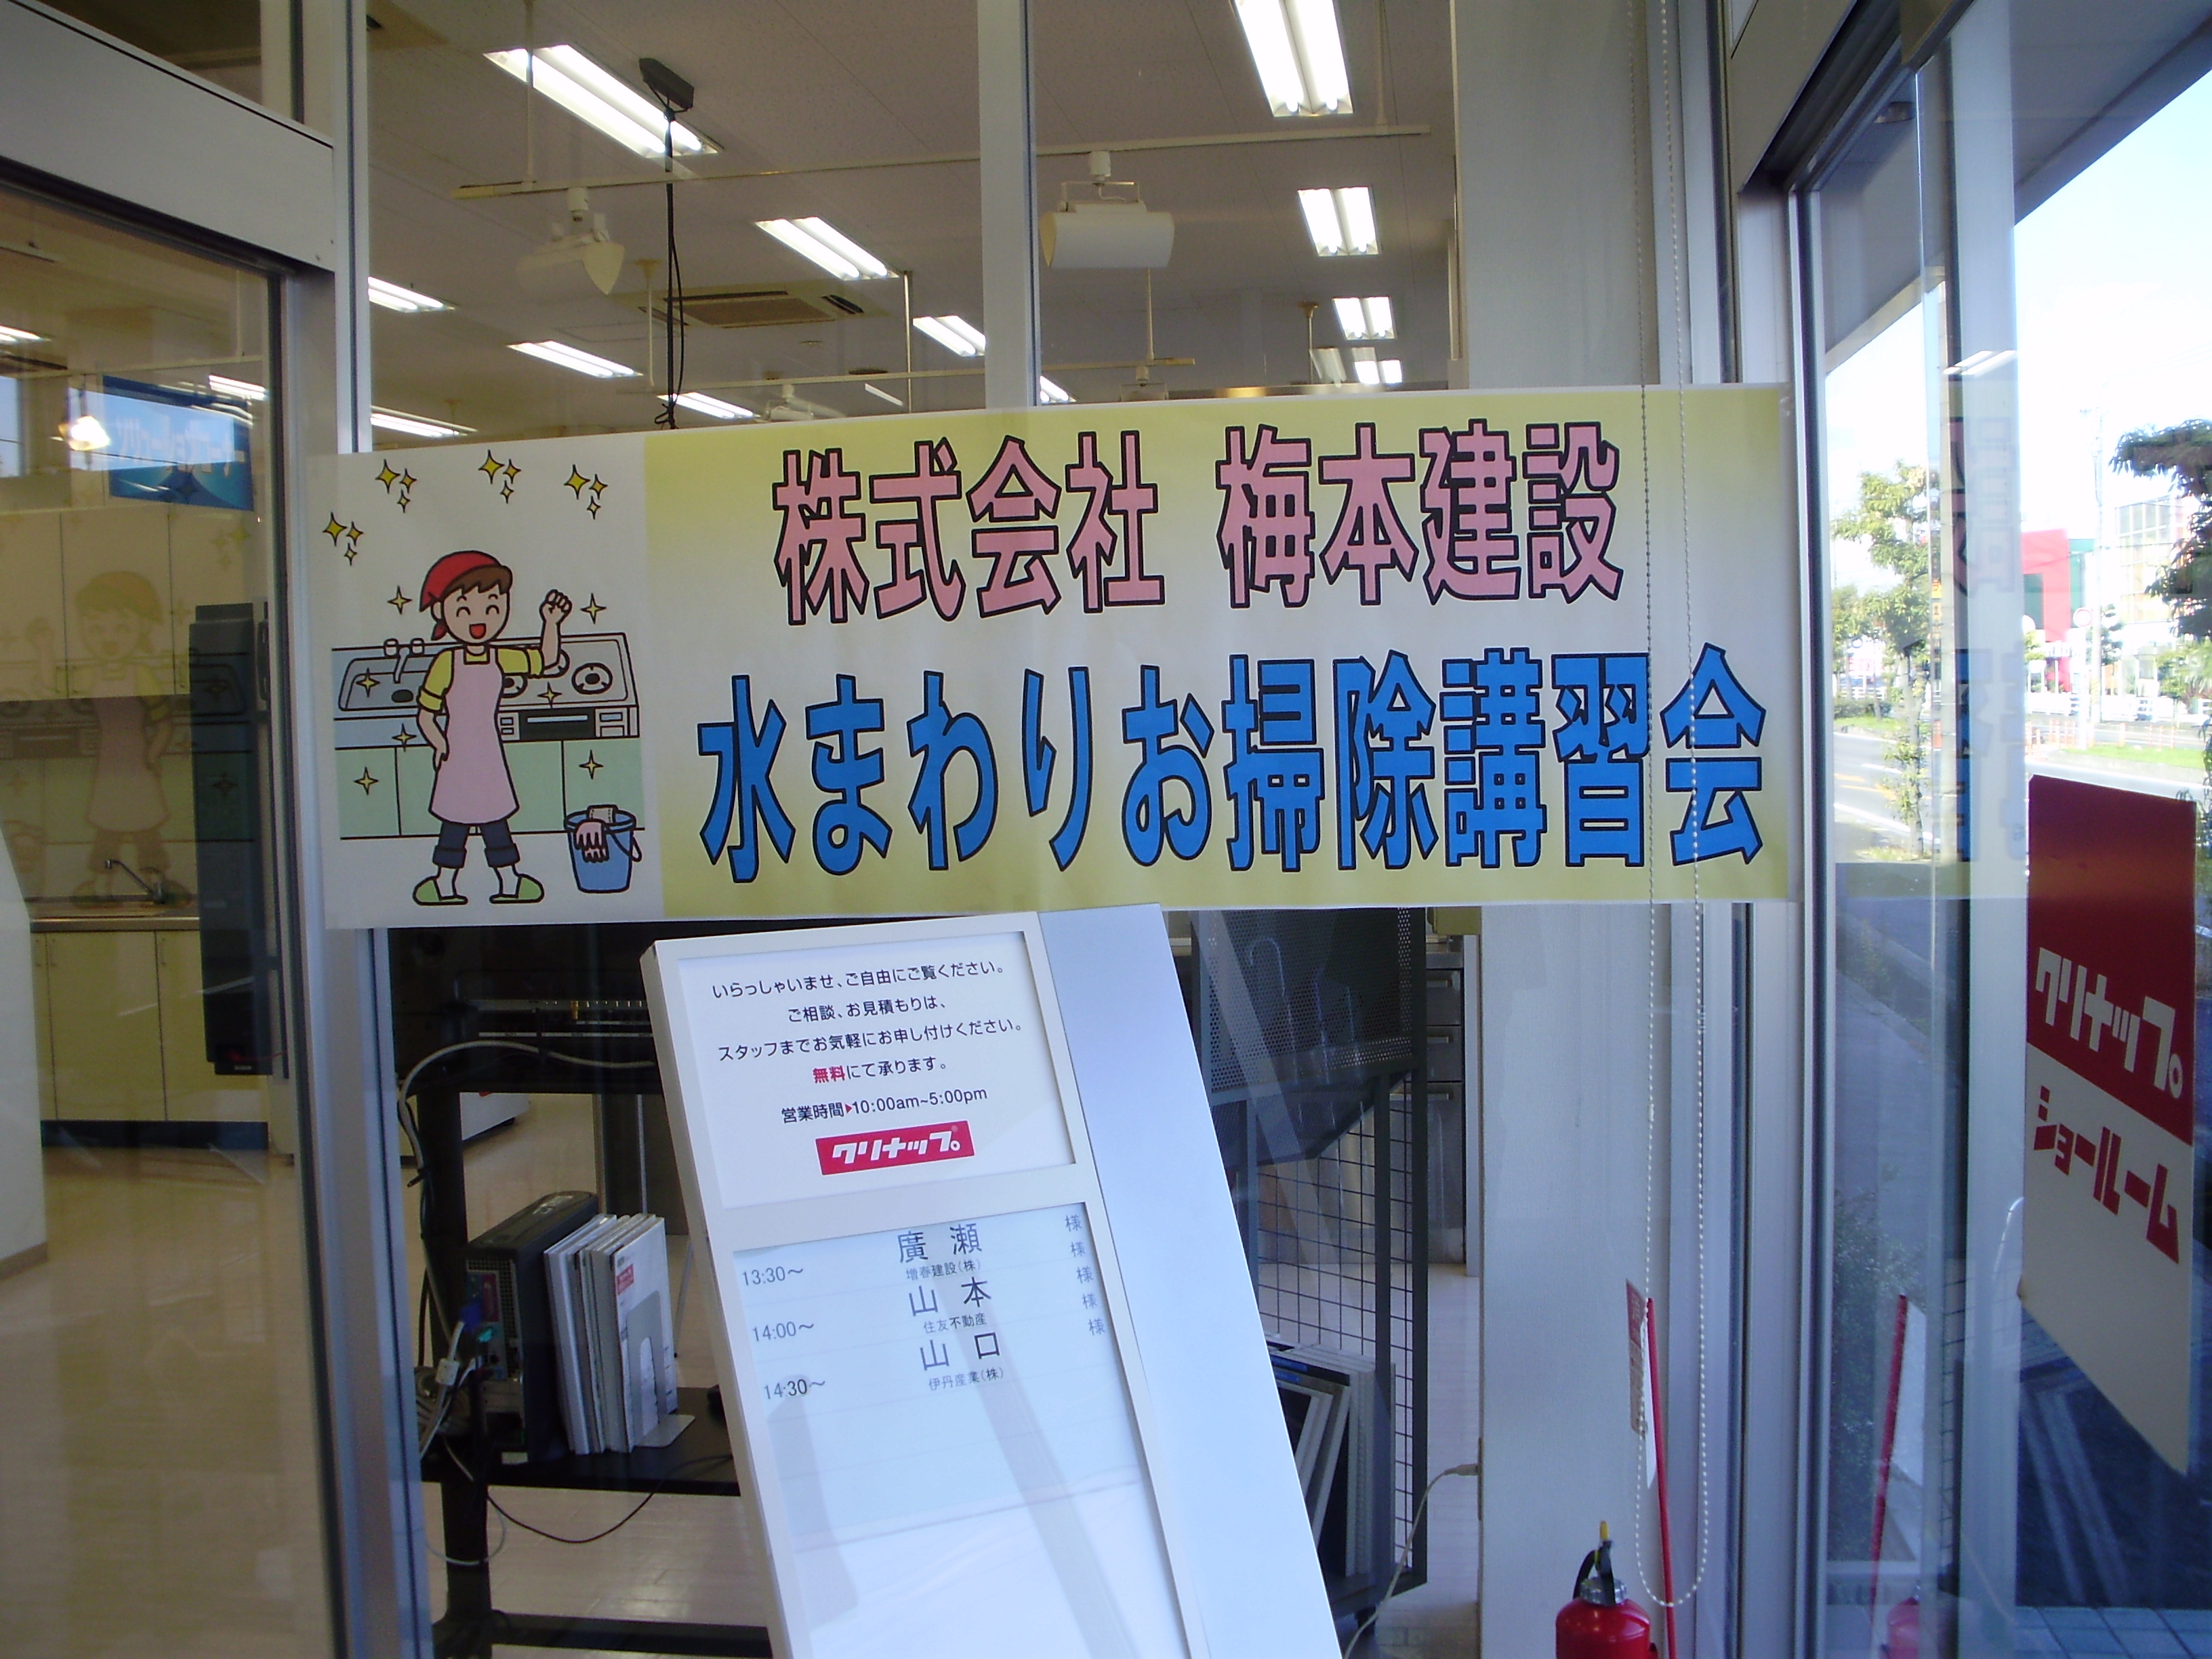 株式会社 梅本建設
水まわりお掃除講習会
いらっしゃいませ、ご自由にご覧ください。
ご相談、お見積もりは、
スタッフまでお気軽にお申し付けください。
無料にて承ります。
営業時間▶10:00am~5:00pm
クリナップ
13:30～ 廣瀬 様
増春建設(株) 様
14:00～ 山本 様
住友不動産 様
14:30～ 山口 様
伊丹産業(株)
クリナップ
ショールーム